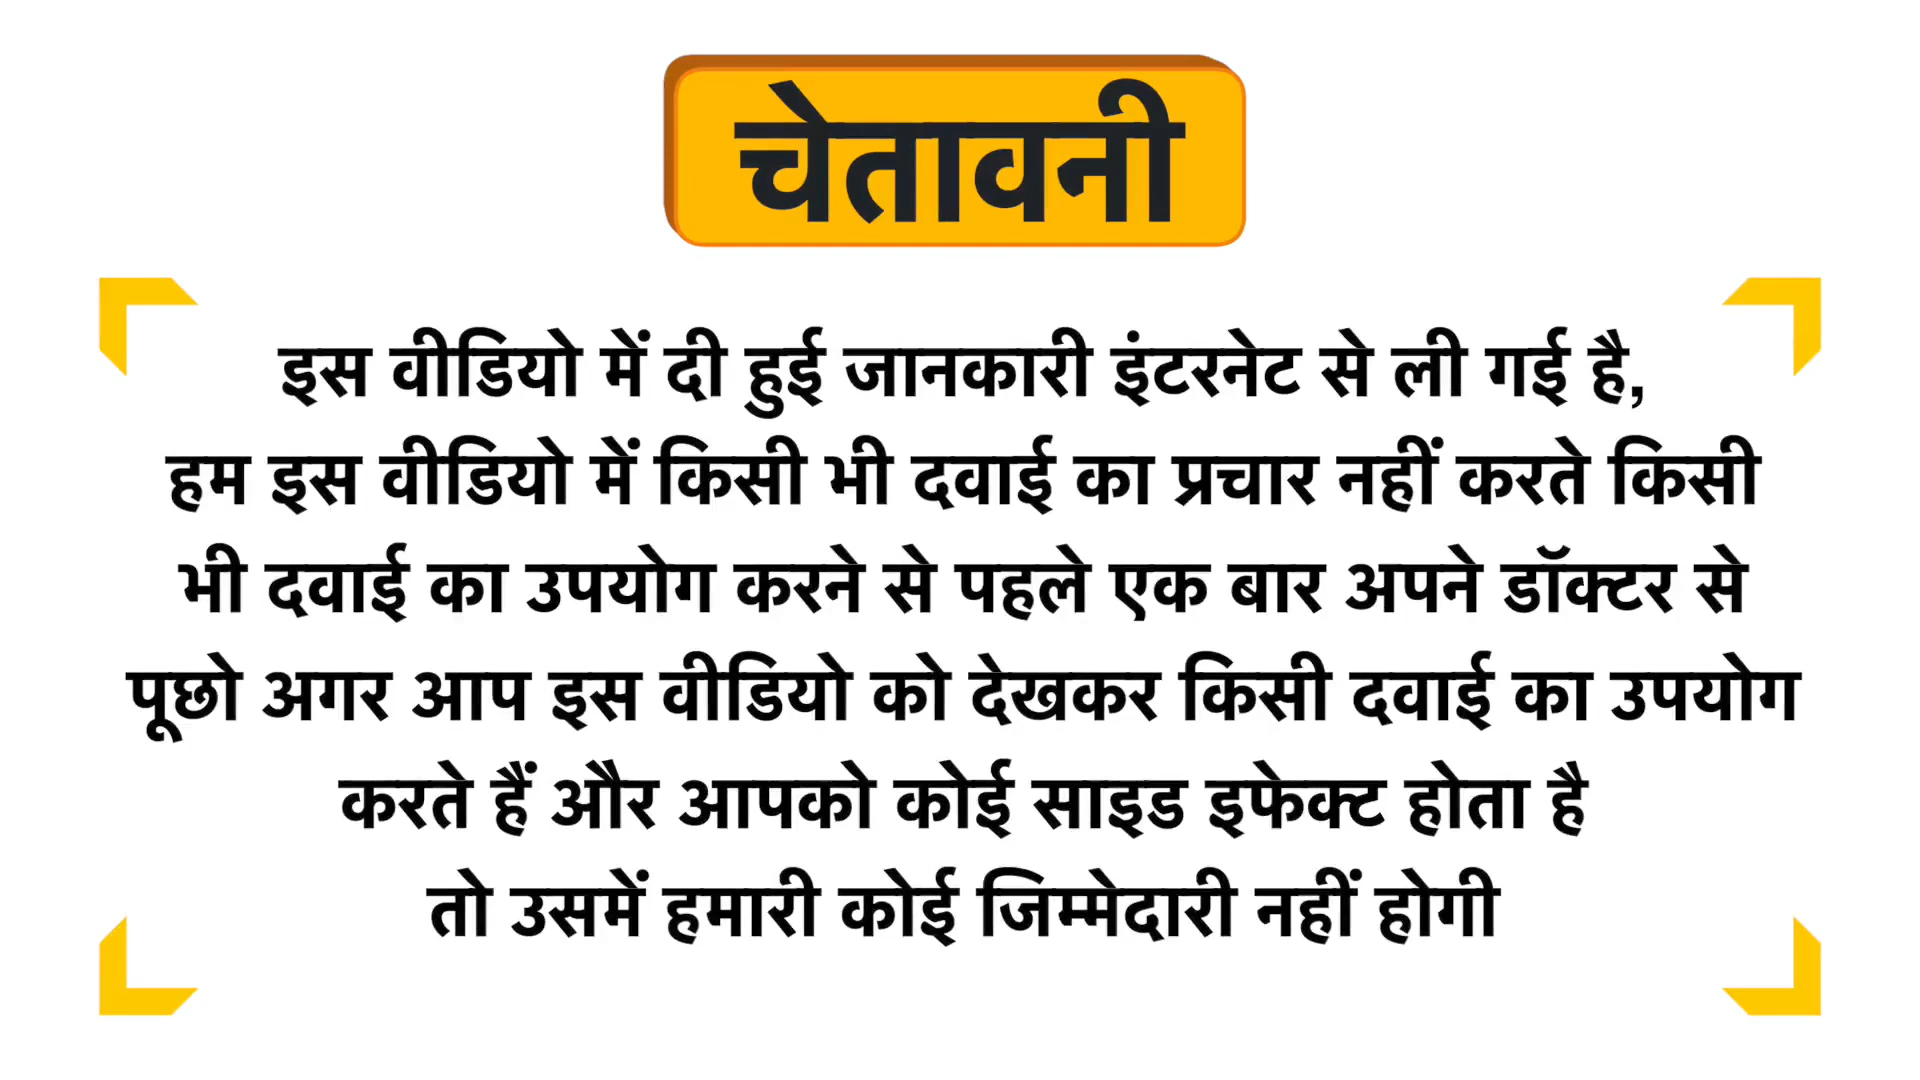 चेतावनी
इस वीडियो में दी हुई जानकारी इंटरनेट से ली गई है,
हम इस वीडियो में किसी भी दवाई का प्रचार नहीं करते किसी
भी दवाई का उपयोग करने से पहले एक बार अपने डॉक्टर से
पूछो अगर आप इस वीडियो को देखकर किसी दवाई का उपयोग
करते हैं और आपको कोई साइड इफेक्ट होता है
तो उसमें हमारी कोई जिम्मेदारी नहीं होगी